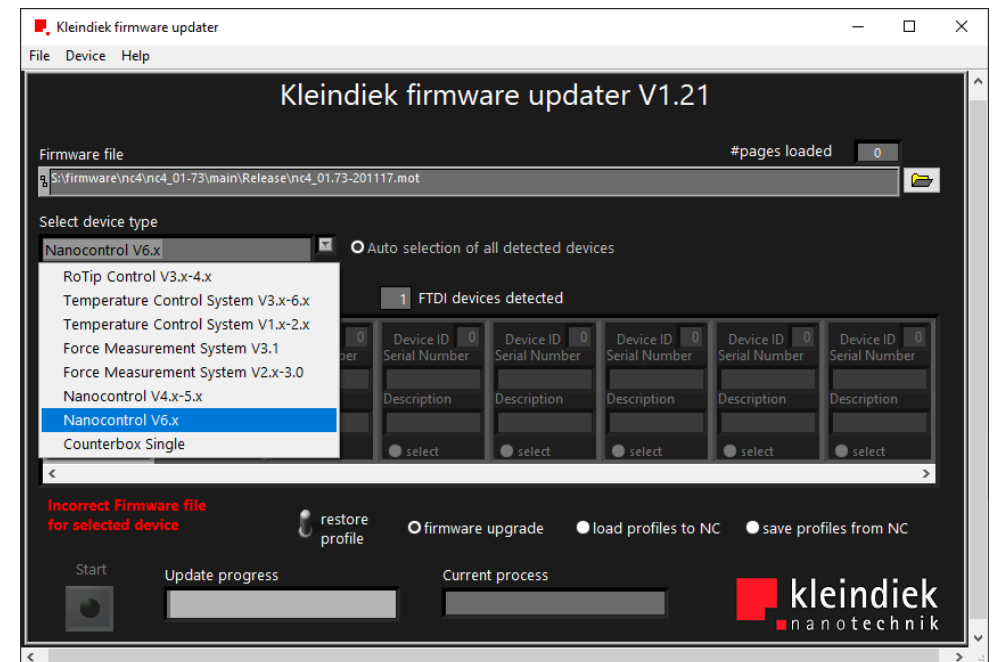 Kleindiek firmware updater
File Device Help
Kleindiek firmware updater V1.21
Firmware file
#pages loaded 0
S:\firmware\nc4\nc4_01-73\main\Release\nc4_01.73-201117.mot
Select device type
Nanocontrol V6.x
Auto selection of all detected devices
RoTip Control V3.x-4.x
Temperature Control System V3.x-6.x
Temperature Control System V1.x-2.x
Force Measurement System V3.1
Force Measurement System V2.x-3.0
Nanocontrol V4.x-5.x
Nanocontrol V6.x
Counterbox Single
1 FTDI devices detected
0 Device ID 0 Device ID 0 Device ID 0 Device ID 0 Device ID 0
ber Serial Number Serial Number Serial Number Serial Number Serial Number
Description Description Description Description Description
select select select select select
Incorrect Firmware file
for selected device
restore
profile
firmware upgrade load profiles to NC save profiles from NC
Start
Update progress
Current process
kleindiek
nanotechnik